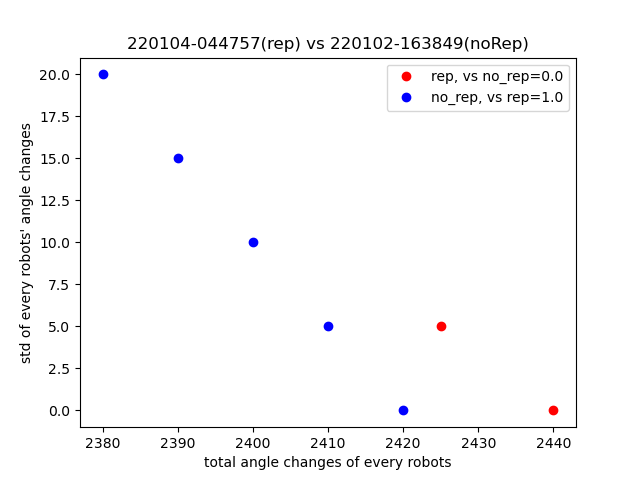 220104-044757(rep) vs 220102-163849(noRep)
rep, vs no_rep=0.0
no_rep, vs rep=1.0
std of every robots' angle changes
20.0
17.5
15.0
12.5
10.0
7.5
5.0
2.5
0.0
2380 2390 2400 2410 2420 2430 2440
total angle changes of every robots